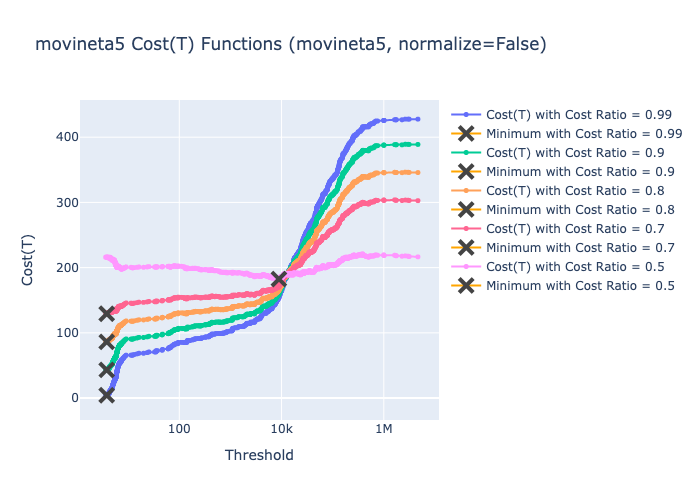 movineta5 Cost(T) Functions (movineta5, normalize=False)
Cost(T)
400
300
200
100
0
100
10k
1M
Threshold
Cost(T) with Cost Ratio = 0.99
Minimum with Cost Ratio = 0.99
Cost(T) with Cost Ratio = 0.9
Minimum with Cost Ratio = 0.9
Cost(T) with Cost Ratio = 0.8
Minimum with Cost Ratio = 0.8
Cost(T) with Cost Ratio = 0.7
Minimum with Cost Ratio = 0.7
Cost(T) with Cost Ratio = 0.5
Minimum with Cost Ratio = 0.5